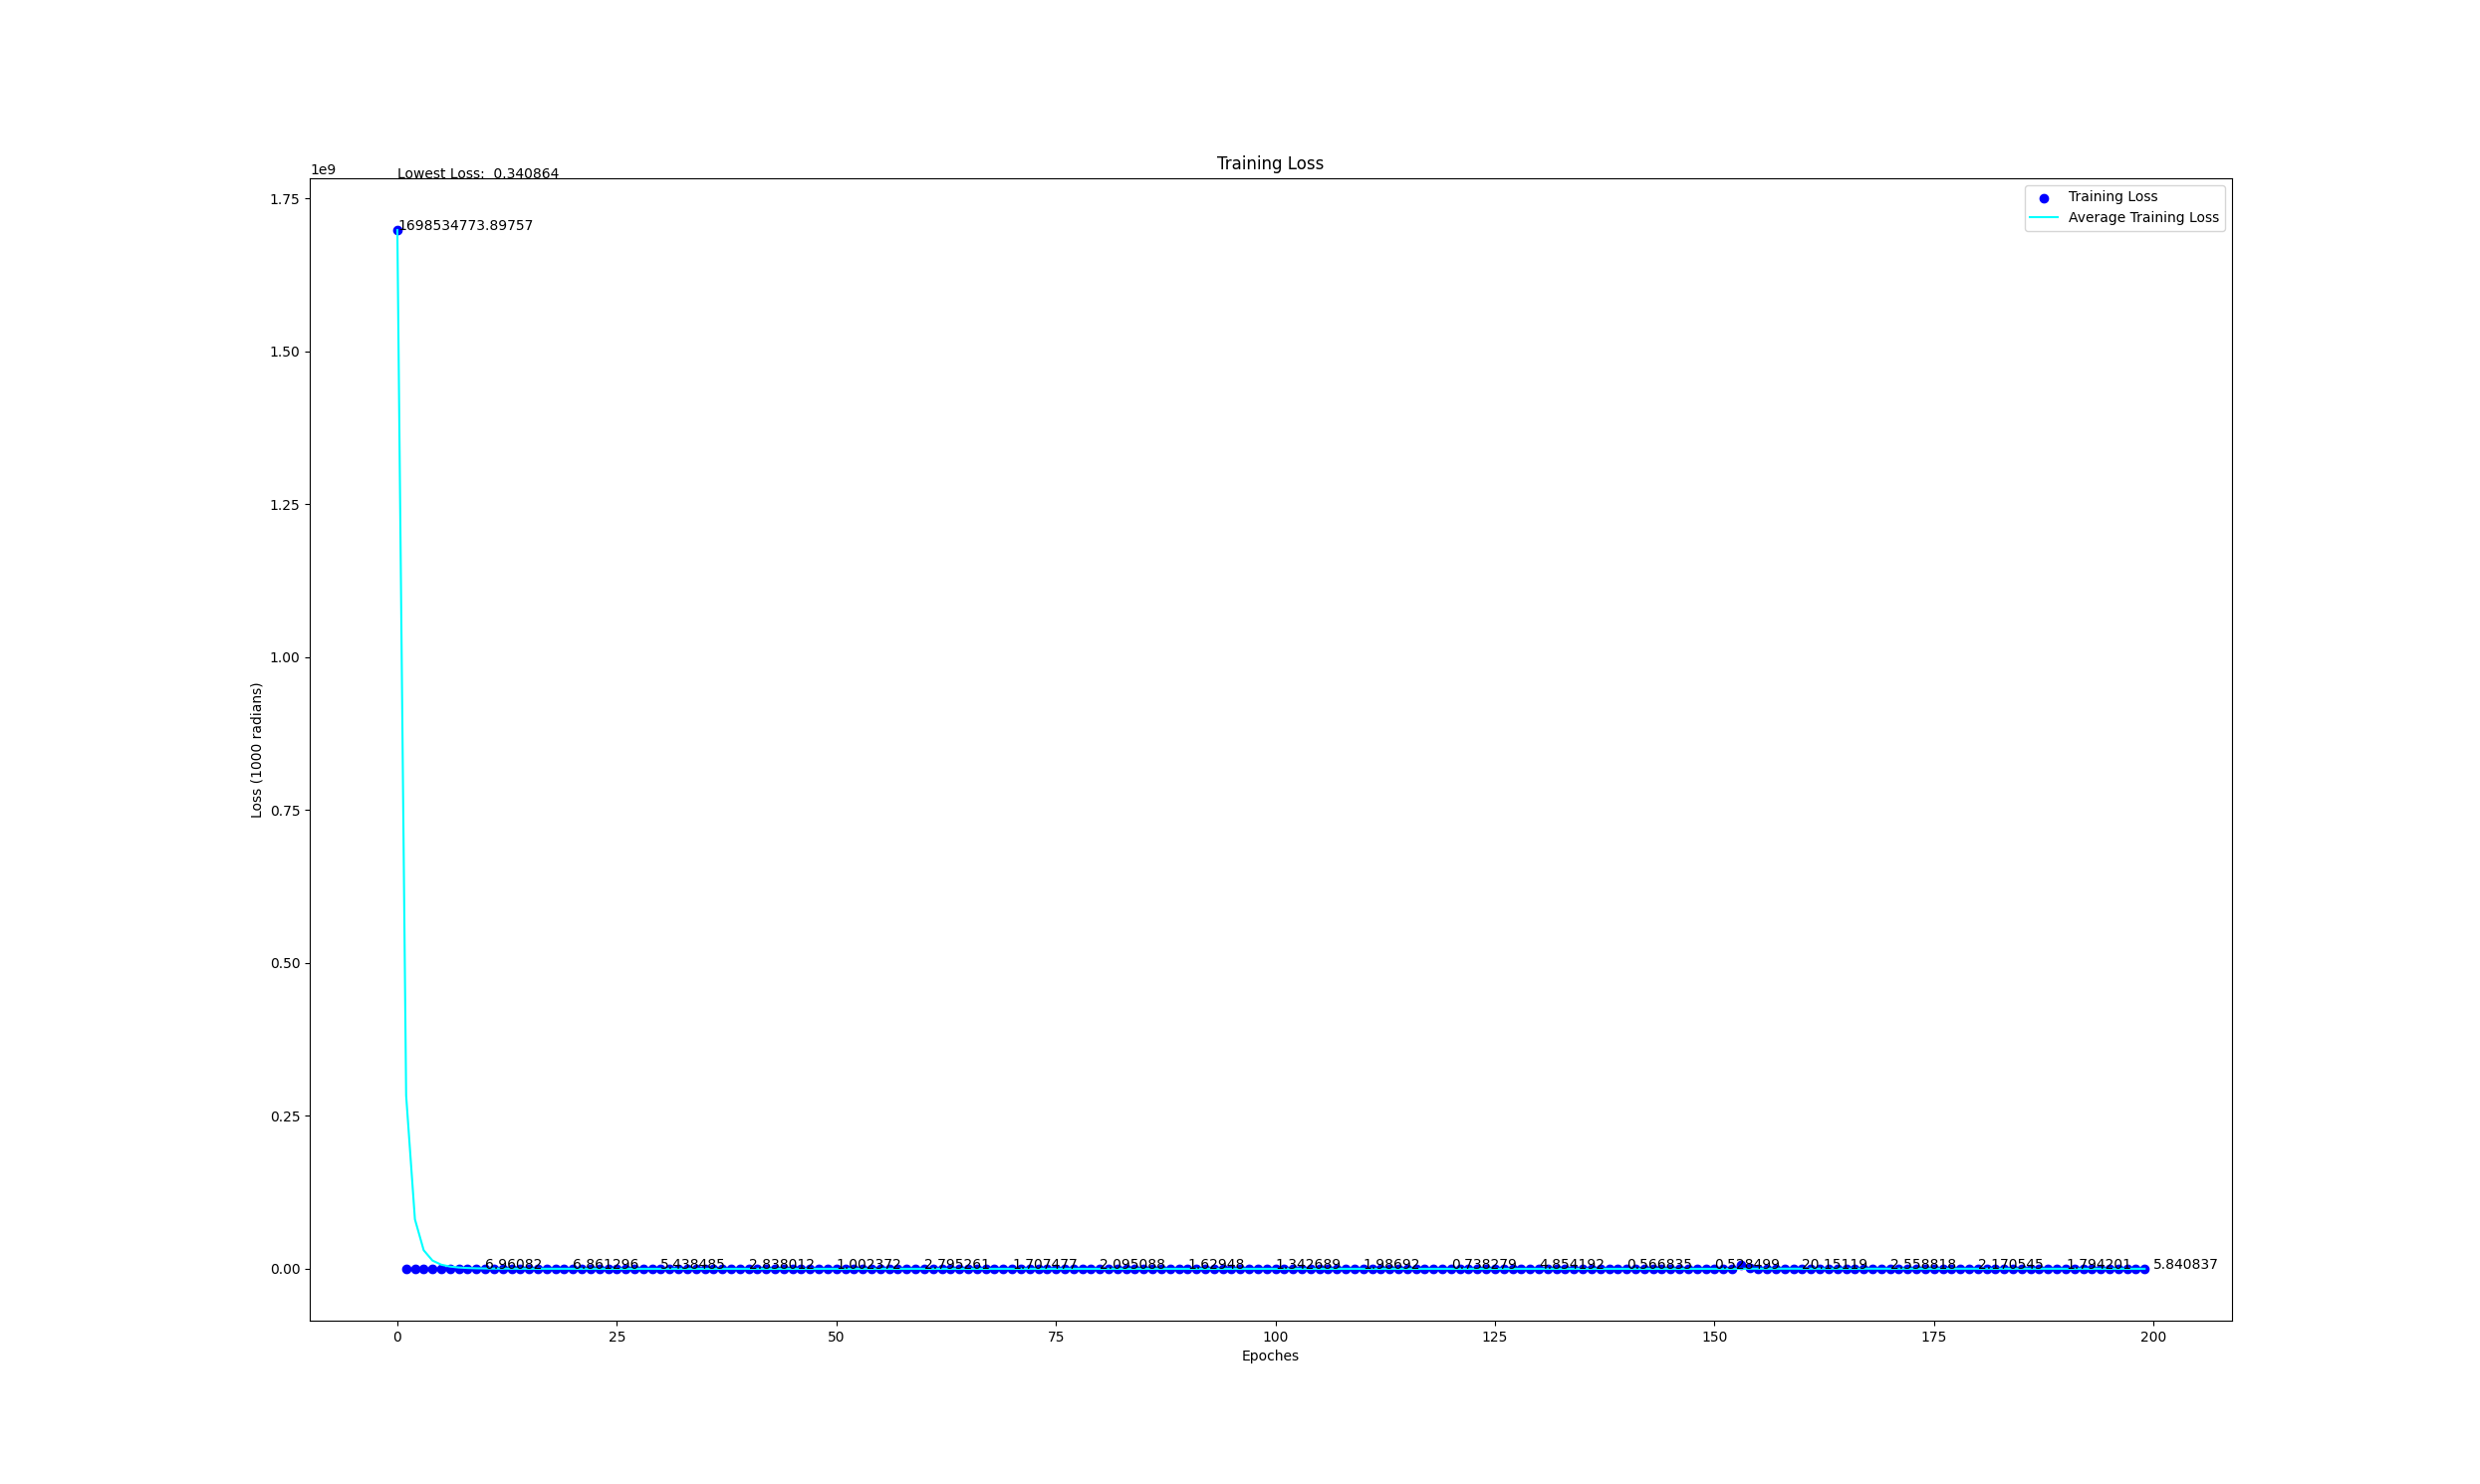 Training Loss
1e9
Lowest Loss:  0.340864
1.75
Training Loss
Average Training Loss
1698534773.89757
1.50
1.25
1.00
0.75
0.50
0.25
0.00
Loss (1000 radians)
6.96082 6.861296 5.438485 2.838012 1.002372 2.795261 1.707477 2.095088 1.62948 1.342689 1.98692 0.738279 4.854192 0.566835 20.15119 2.558818 2.170545 1.794201 5.840837
0 25 50 75 100 125 150 175 200
Epoches